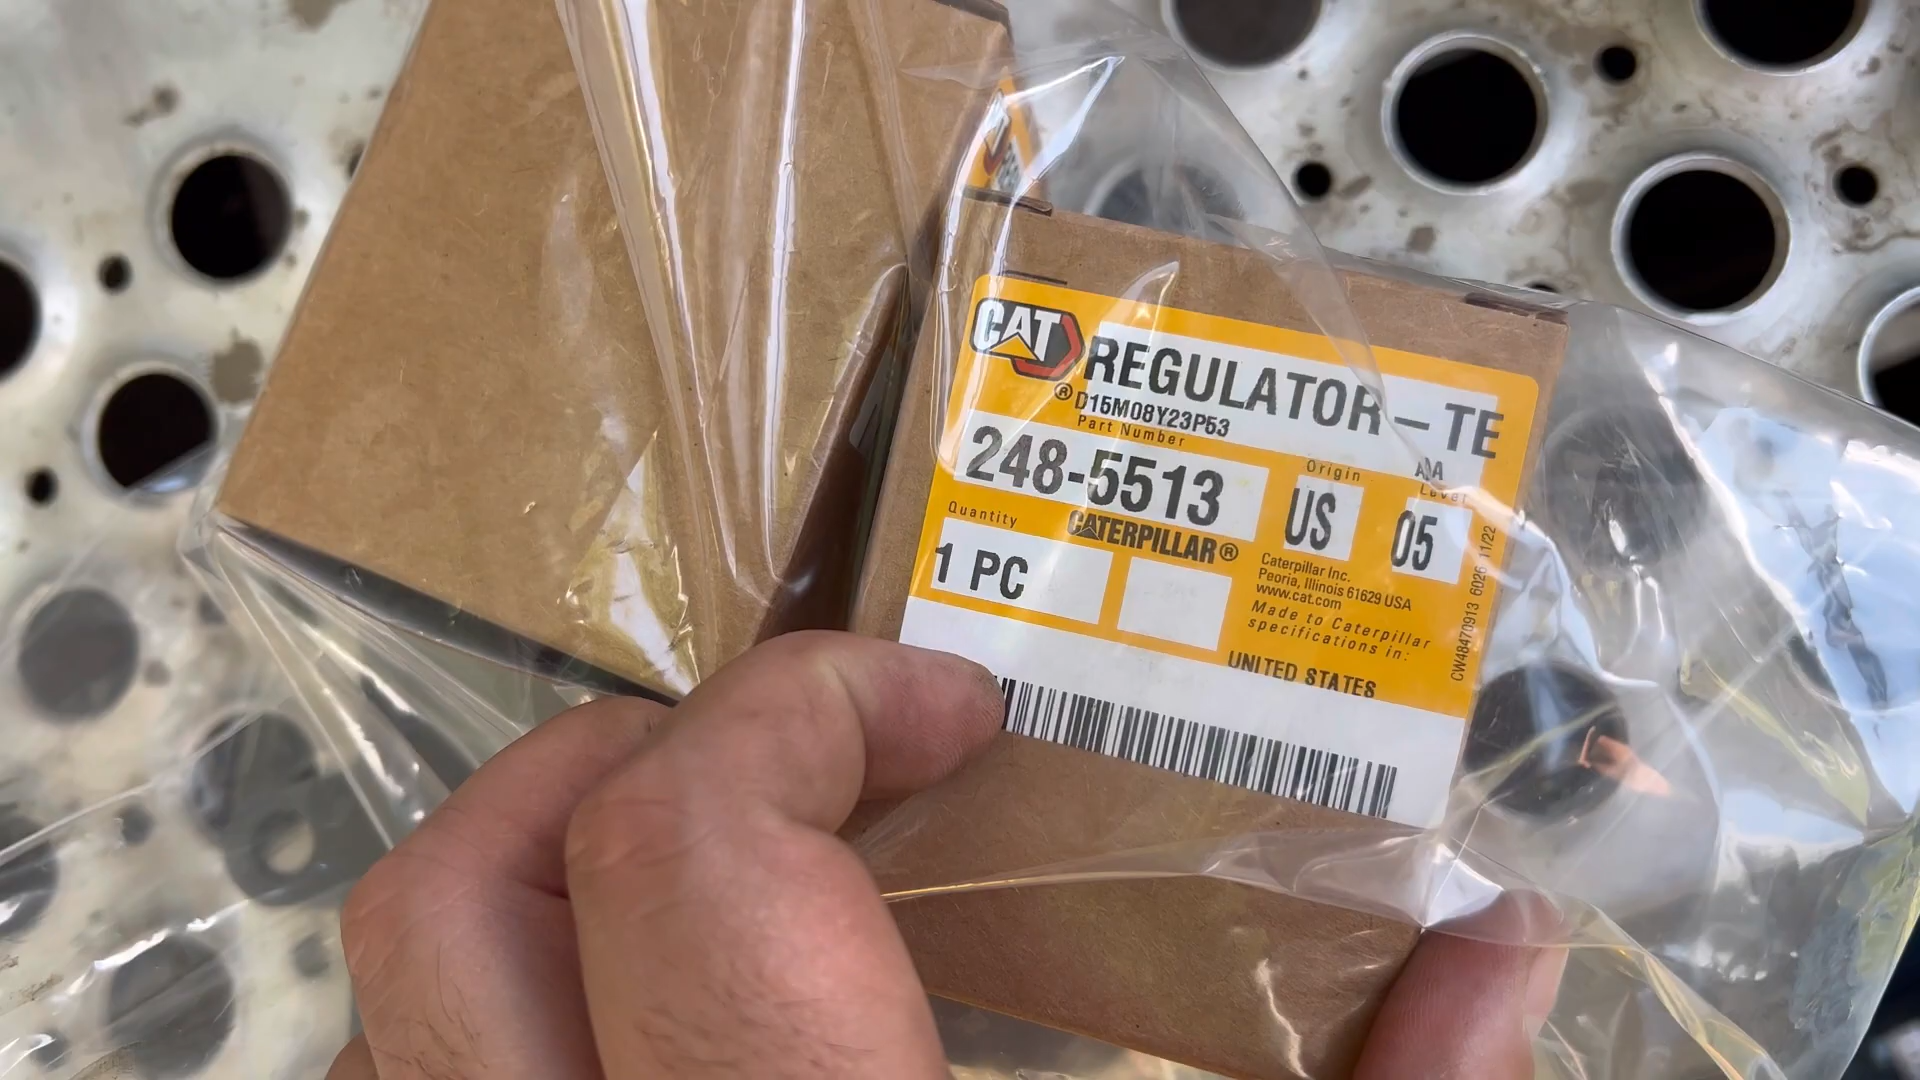 CAT
REGULATOR-TE
® D15M08Y23P53
Part Number
248-5513
Origin
US
AA
Level
05
Quantity
1 PC
CATERPILLAR®
Caterpillar Inc.
Peoria, Illinois 61629 USA
www.cat.com
Made to Caterpillar
specifications in:
UNITED STATES
CW48470913 6026 11/22